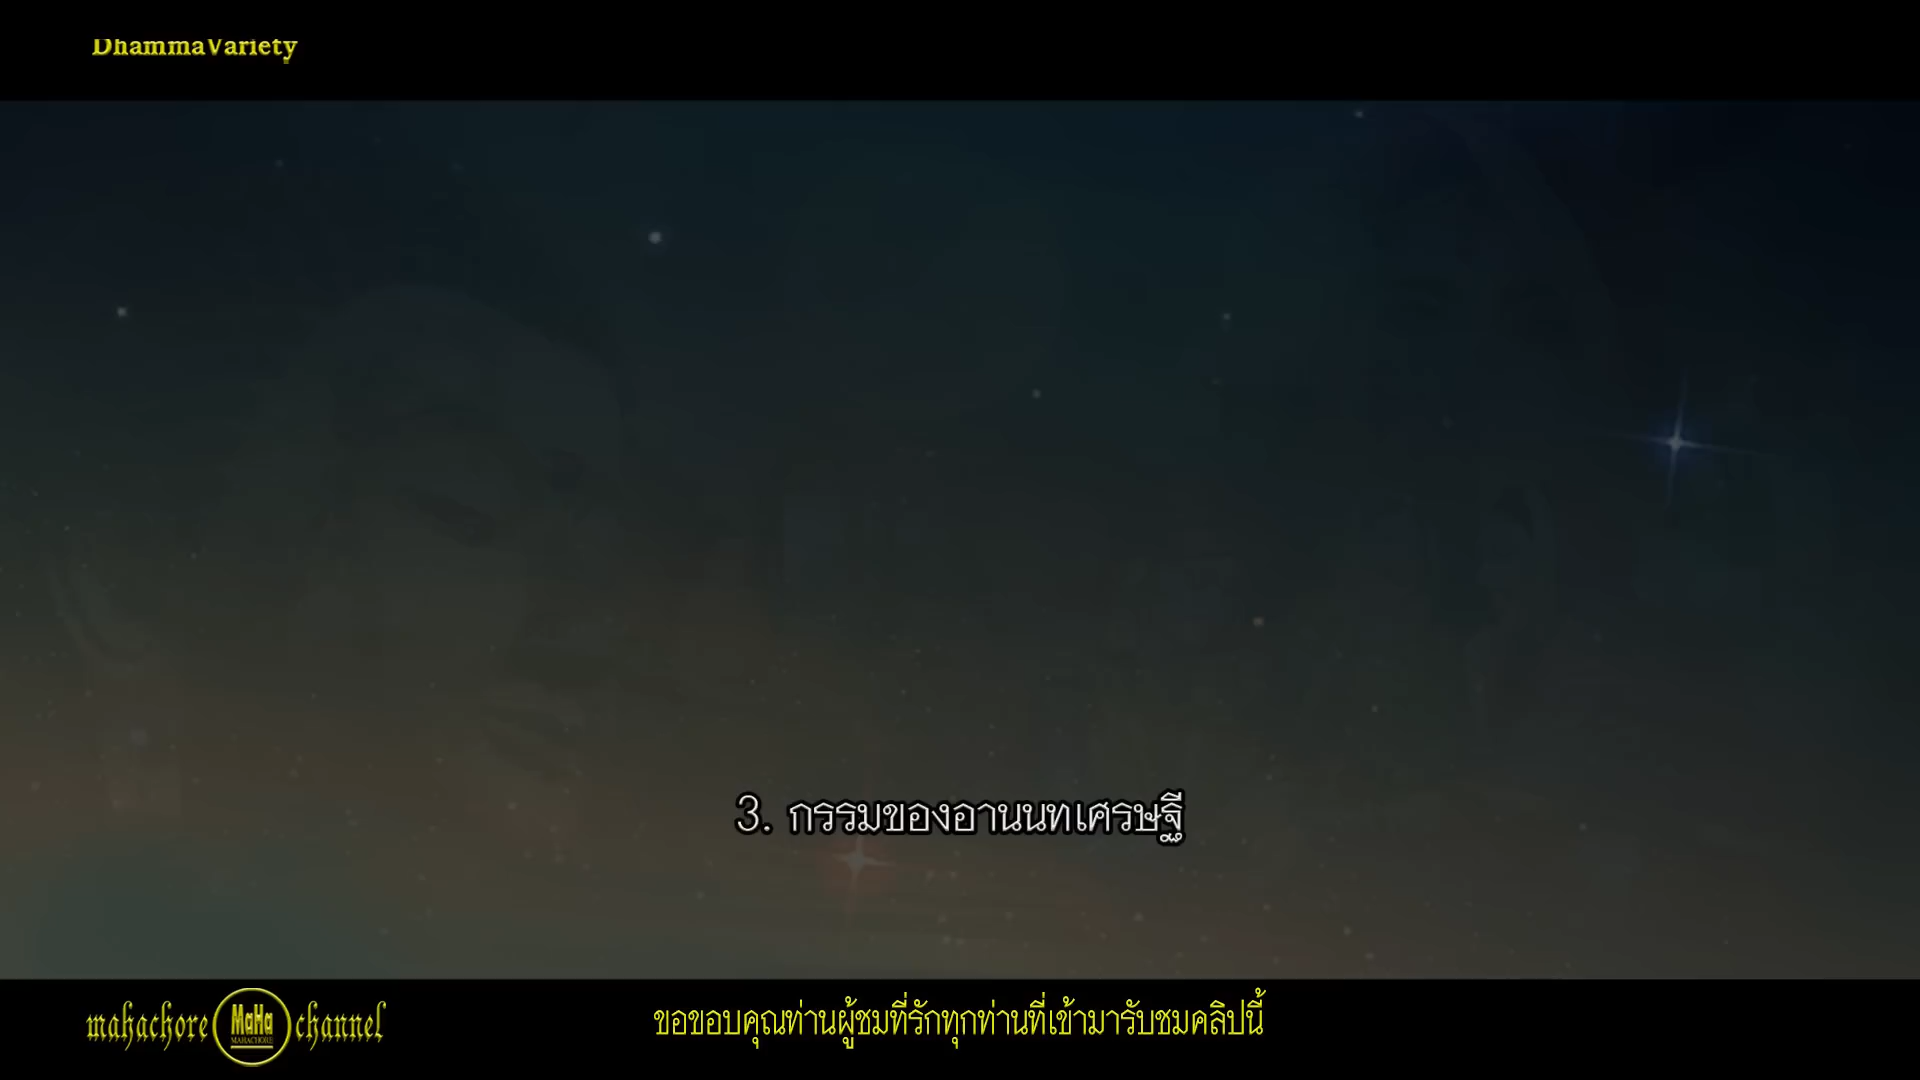 DhammaVariety
3. กรรมของอานนทเศรษฐี
mahachore MaHa MAHACHORE channel
ขอขอบคุณท่านผู้ชมที่รักทุกท่านที่เข้ามารับชมคลิปนี้